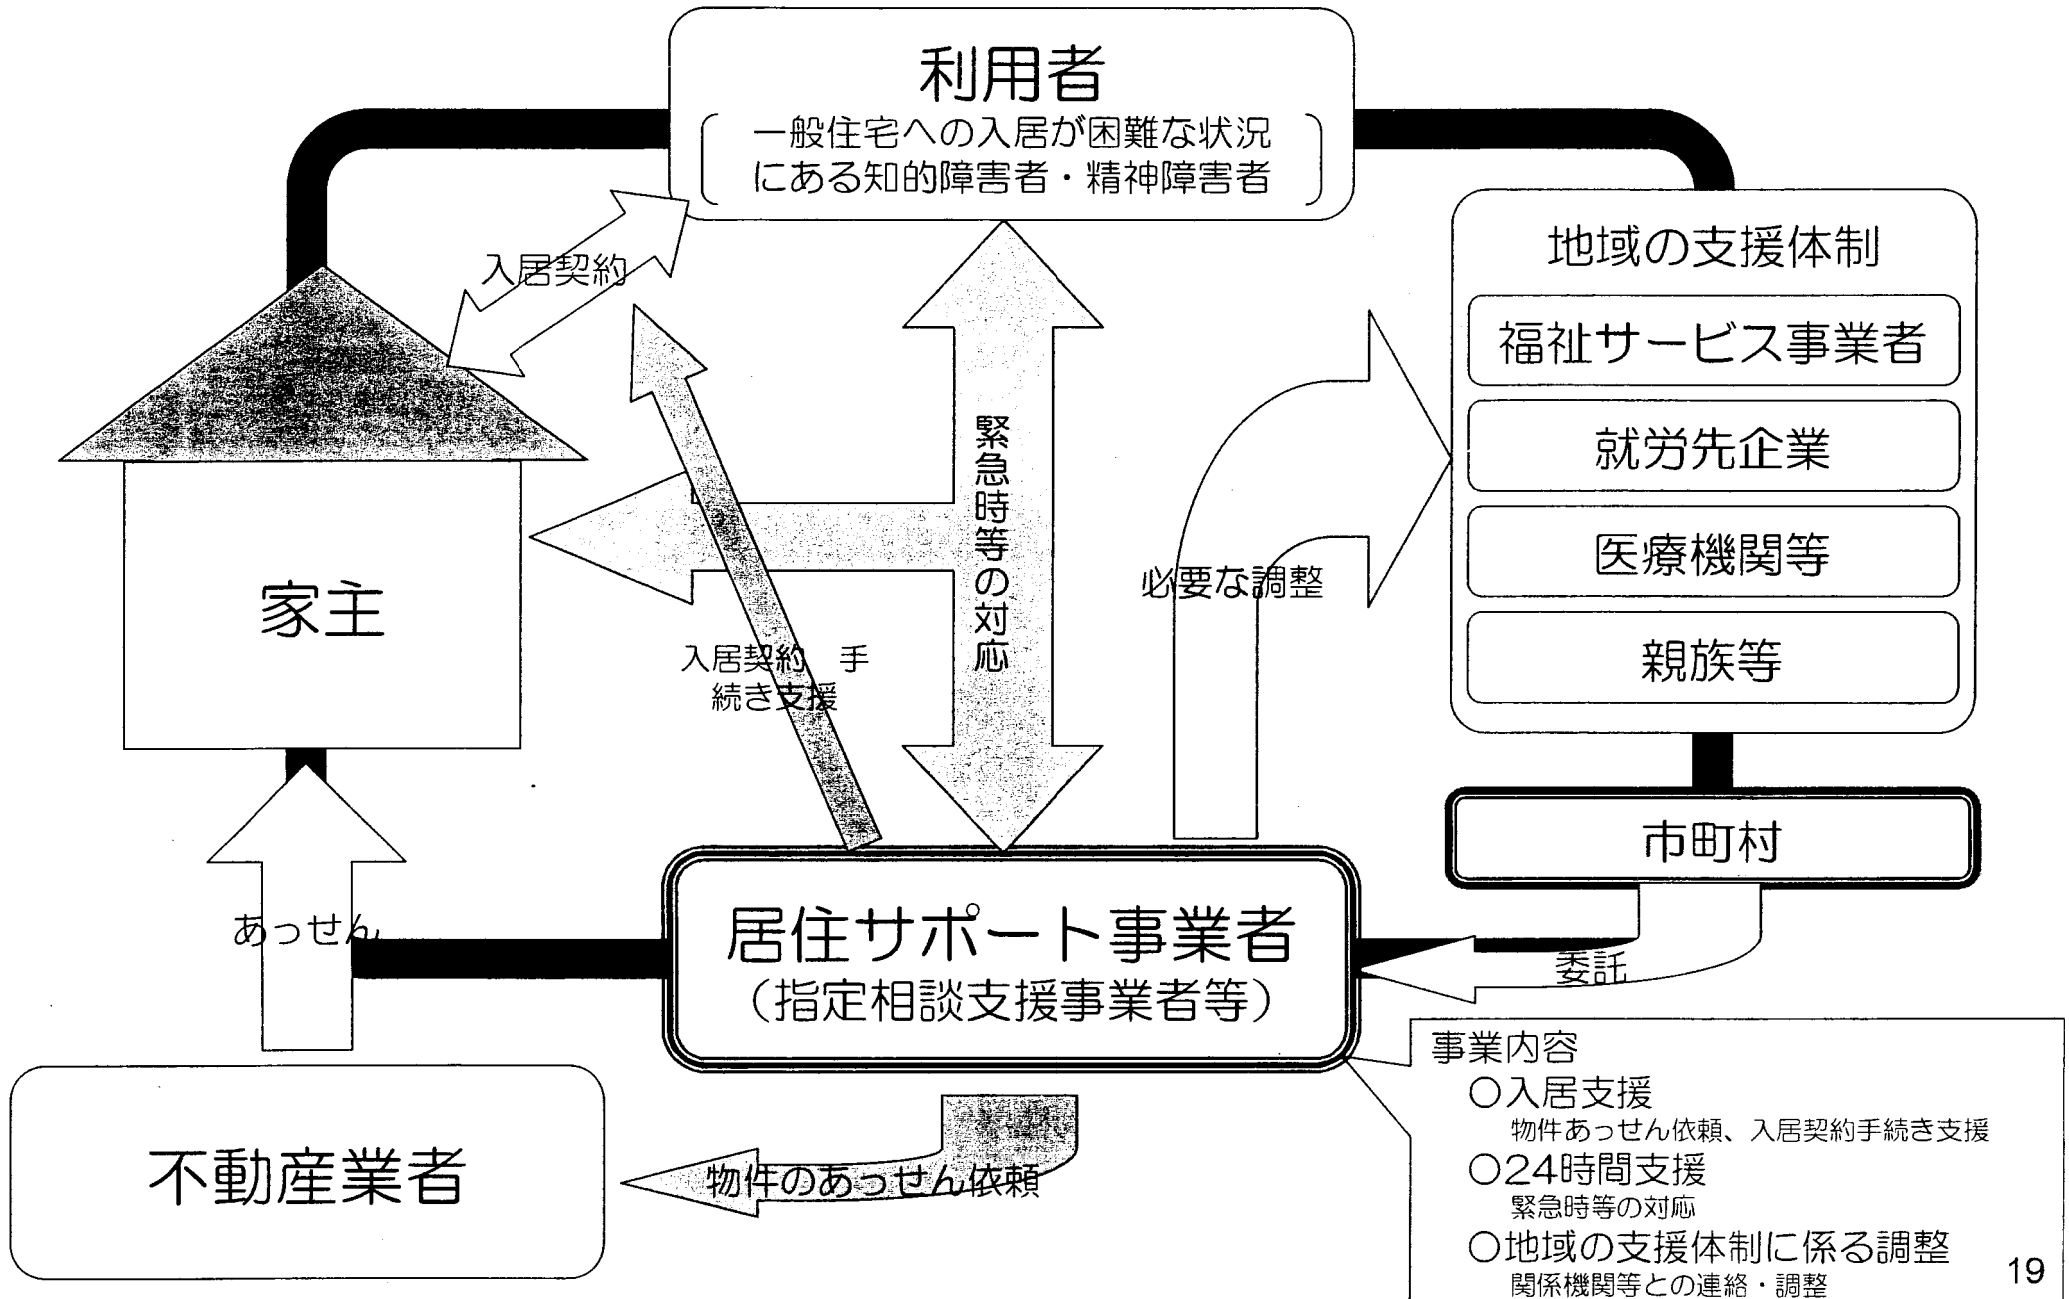 利用者
一般住宅への入居が困難な状況
にある知的障害者・精神障害者
入居契約
地域の支援体制
福祉サービス事業者
就労先企業
医療機関等
親族等
緊急時等の対応
必要な調整
家主
入居契約 手
続き支援
市町村
あっせん
居住サポート事業者
（指定相談支援事業者等）
委託
不動産業者
物件のあっせん依頼
事業内容
○入居支援
物件あっせん依頼、入居契約手続き支援
○24時間支援
緊急時等の対応
○地域の支援体制に係る調整
関係機関等との連絡・調整
19